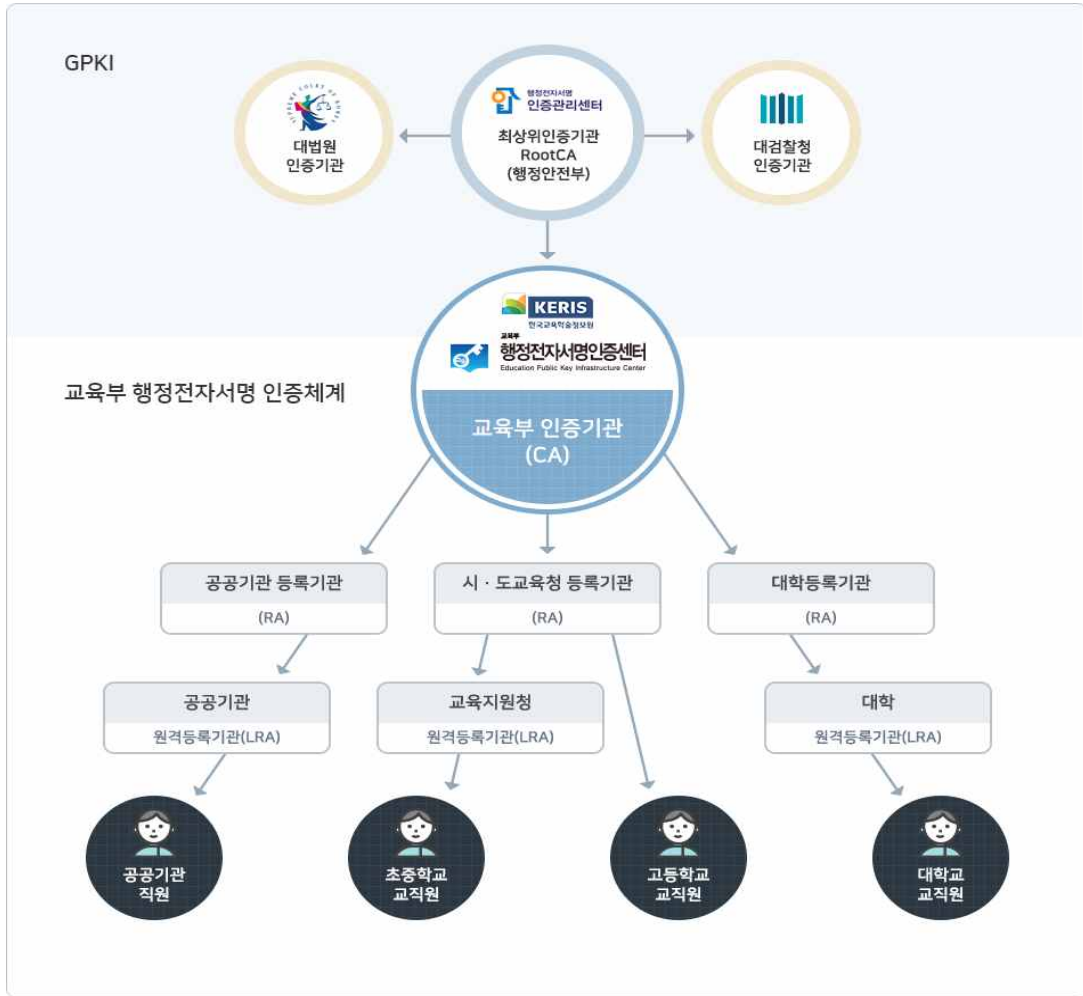 GPKI
행정전자서명
인증관리센터
최상위인증기관
RootCA
(행정안전부)
SUPREME COURT OF KOREA
대법원
인증기관
대검찰청
인증기관
KERIS
한국교육학술정보원
교육부
행정전자서명인증센터
Education Public Key Infrastructure Center
교육부 행정전자서명 인증체계
교육부 인증기관
(CA)
공공기관 등록기관
(RA)
시 · 도교육청 등록기관
(RA)
대학등록기관
(RA)
공공기관
원격등록기관(LRA)
교육지원청
원격등록기관(LRA)
대학
원격등록기관(LRA)
공공기관
직원
초중학교
교직원
고등학교
교직원
대학교
교직원